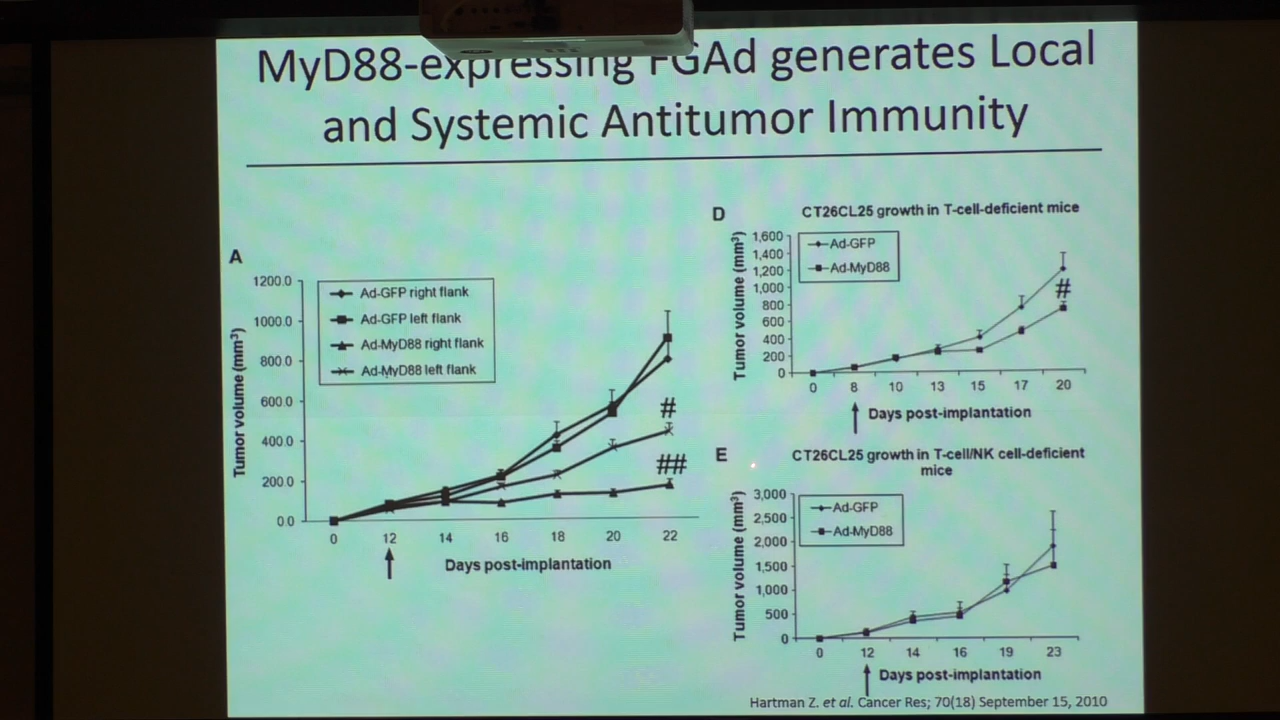 MyD88-expressing FGAd generates Local
and Systemic Antitumor Immunity
A
Tumor volume (mm³)
1200.0
1000.0
800.0
600.0
400.0
200.0
0.0
Ad-GFP right flank
Ad-GFP left flank
Ad-MyD88 right flank
Ad-MyD88 left flank
#
##
0 12 14 16 18 20 22
Days post-implantation
D
CT26CL25 growth in T-cell-deficient mice
Tumor volume (mm³)
1,600
1,400
1,200
1,000
800
600
400
200
0
Ad-GFP
Ad-MyD88
#
0 8 10 13 15 17 20
Days post-implantation
E
CT26CL25 growth in T-cell/NK cell-deficient
mice
Tumor volume (mm³)
3,000
2,500
2,000
1,500
1,000
500
0
Ad-GFP
Ad-MyD88
0 12 14 16 19 23
Days post-implantation
Hartman Z. et al. Cancer Res; 70(18) September 15, 2010